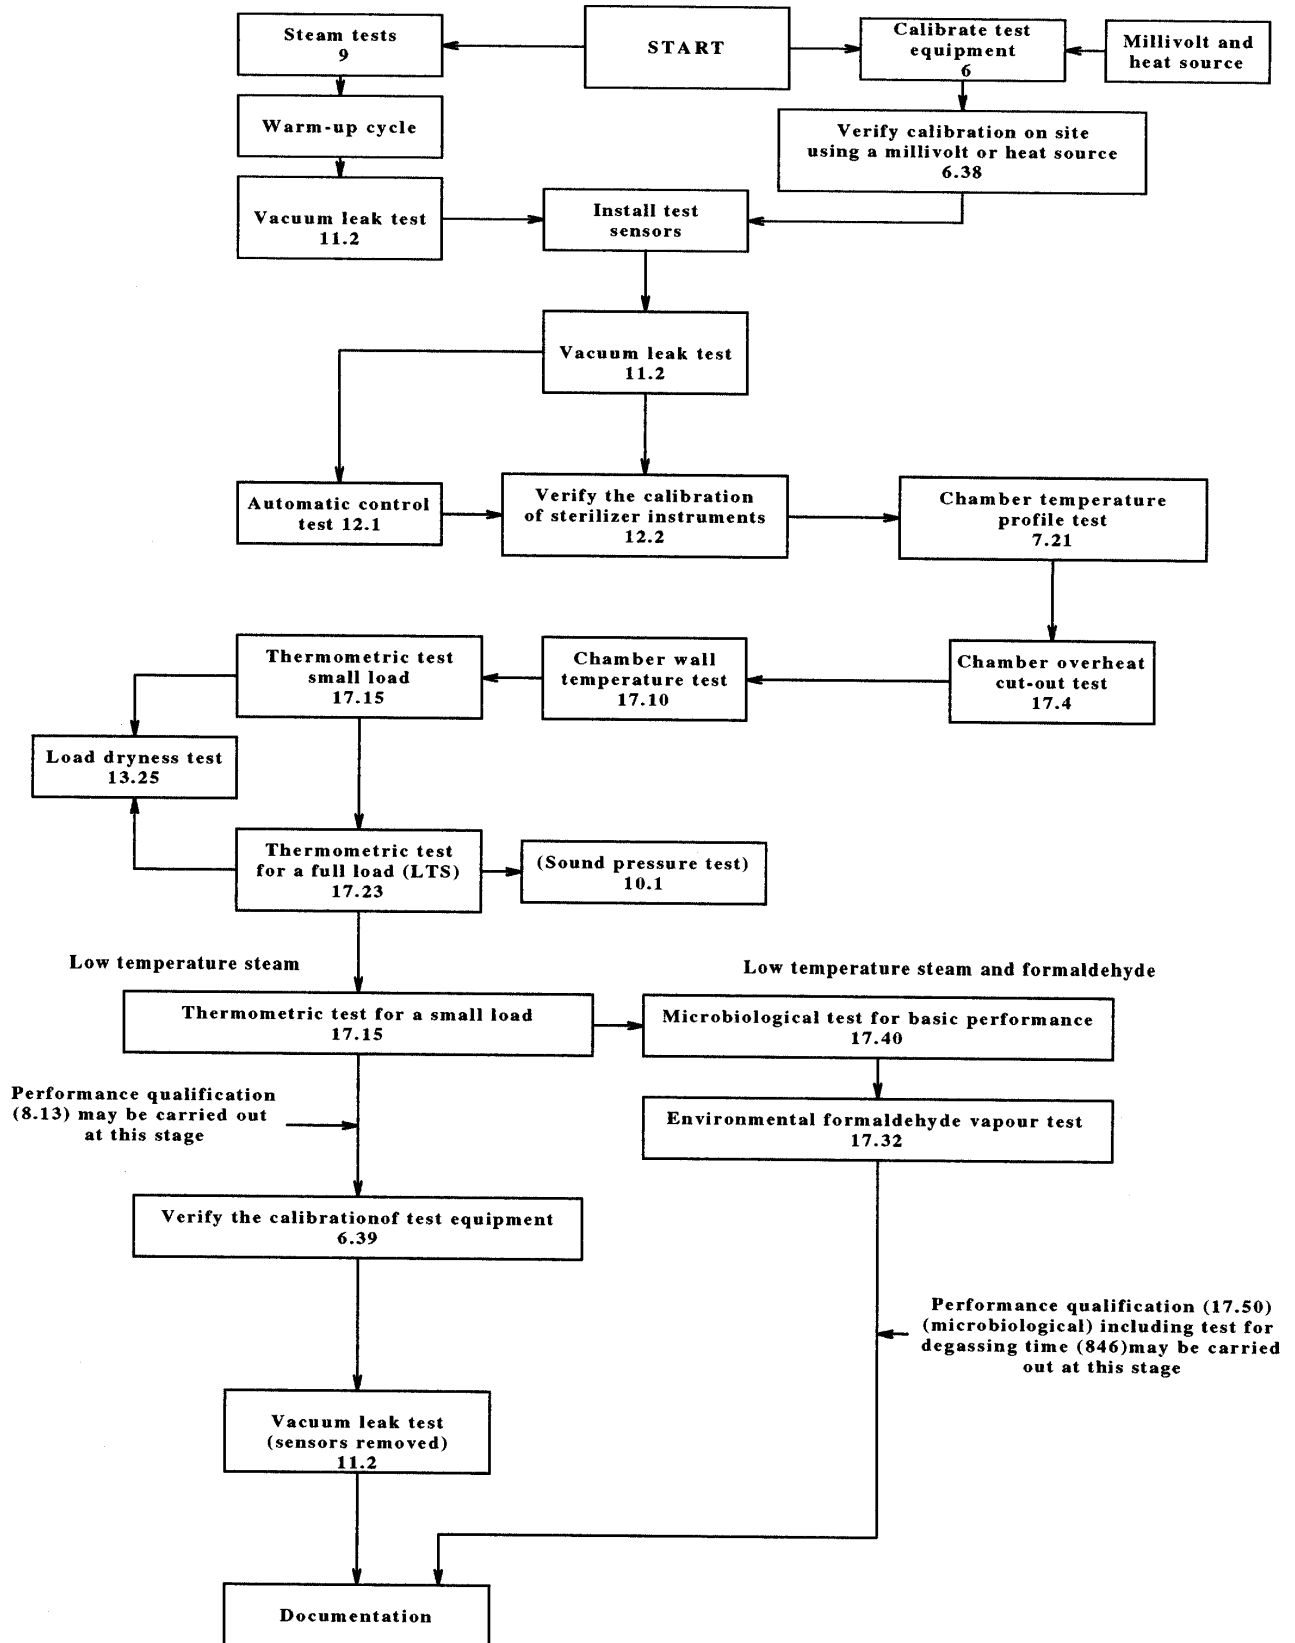 Steam tests
9
START
Calibrate test
equipment
6
Millivolt and
heat source
Warm-up cycle
Verify calibration on site
using a millivolt or heat source
6.38
Vacuum leak test
11.2
Install test
sensors
Vacuum leak test
11.2
Automatic control
test 12.1
Verify the calibration
of sterilizer instruments
12.2
Chamber temperature
profile test
7.21
Thermometric test
small load
17.15
Chamber wall
temperature test
17.10
Chamber overheat
cut-out test
17.4
Load dryness test
13.25
Thermometric test
for a full load (LTS)
17.23
(Sound pressure test)
10.1
Low temperature steam
Low temperature steam and formaldehyde
Thermometric test for a small load
17.15
Microbiological test for basic performance
17.40
Performance qualification
(8.13) may be carried out
at this stage
Environmental formaldehyde vapour test
17.32
Verify the calibrationof test equipment
6.39
Performance qualification (17.50)
(microbiological) including test for
degassing time (846)may be carried
out at this stage
Vacuum leak test
(sensors removed)
11.2
Documentation